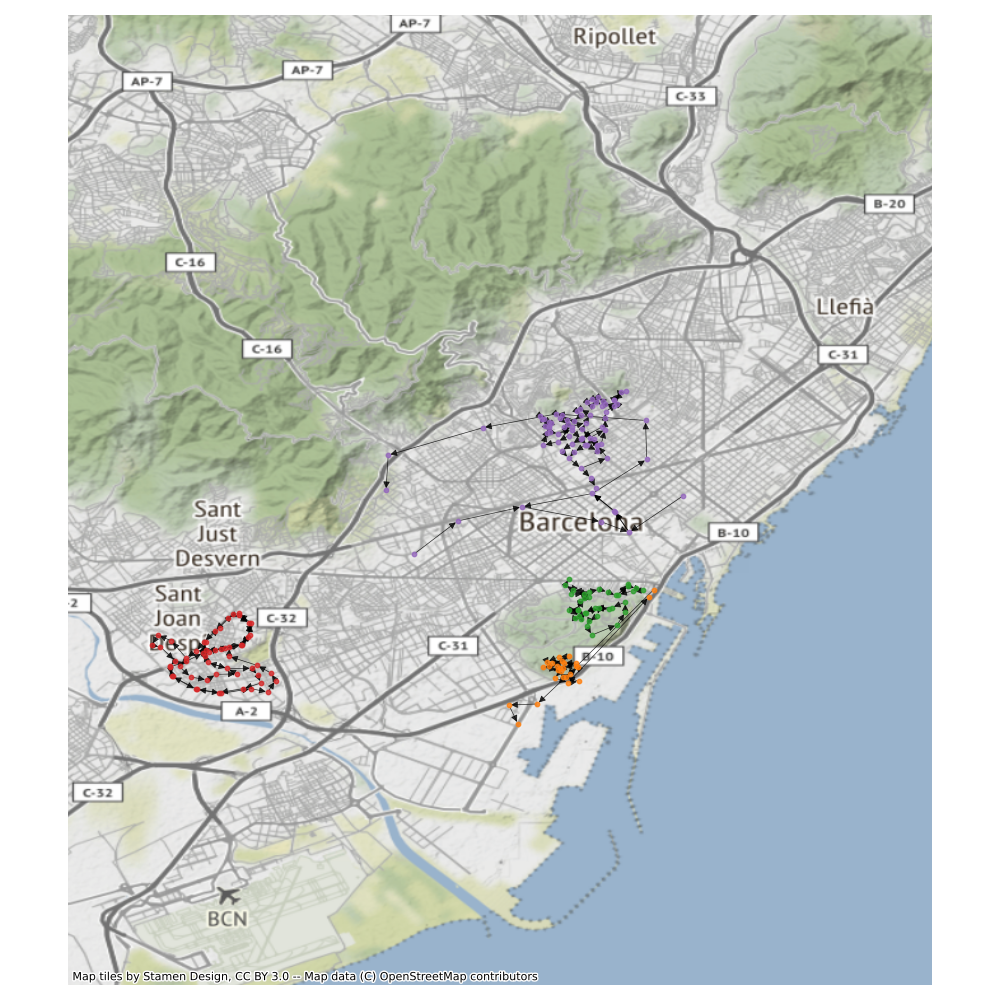 AP-7
Ripollet
AP-7
AP-7
C-33
B-20
C-16
Llefià
C-16
C-31
Sant
Just
Desvern
Barcelona
B-10
Sant
Joan
-2
C-32
C-31
B-10
A-2
C-32
BCN
Map tiles by Stamen Design, CC BY 3.0 -- Map data (C) OpenStreetMap contributors